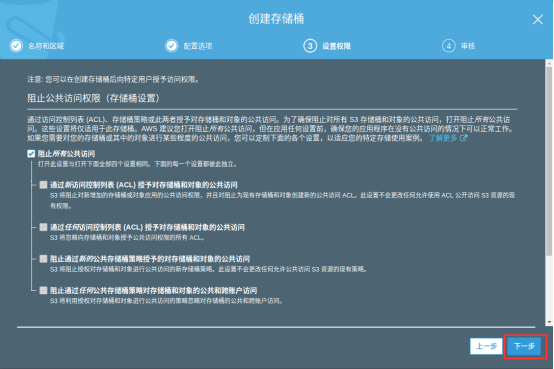 创建存储桶
名称和区域
配置选项
3 设置权限
4 审核
注意: 您可以在创建存储桶后向特定用户授予访问权限。
阻止公共访问权限（存储桶设置）
通过访问控制列表 (ACL)、存储桶策略或此两者授予对存储桶和对象的公共访问。为了确保阻止对所有 S3 存储桶和对象的公共访问，打开阻止所有公共访
问。这些设置将仅适用于此存储桶。AWS 建议您打开阻止所有公共访问，但在应用任何设置前，确保您的应用程序在没有公共访问的情况下可以正常工作。
如果您需要对您的存储桶或其中的对象进行某些程度的公共访问，您可以定制下面的各个设置，以适应您的特定存储使用案例。 了解更多
阻止所有公共访问
打开此设置与打开下面全部四个设置相同。下面的每一个设置都彼此独立。
通过新访问控制列表 (ACL) 授予对存储桶和对象的公共访问
S3 将阻止对新增加的存储桶或对象应用的公共访问权限，并且对阻止为现有存储桶和对象创建新的公共访问 ACL。此设置不会更改任何允许使用 ACL 公开访问 S3 资源的现
有权限。
通过任何访问控制列表 (ACL) 授予对存储桶和对象的公共访问
S3 将忽略向存储桶和对象授予公共访问权限的所有 ACL。
阻止通过新的公共存储桶策略授予的对存储桶和对象的公共访问
S3 将阻止授权对存储桶和对象进行公共访问的新存储桶策略。此设置不会更改任何允许公共访问 S3 资源的现有策略。
阻止通过任何公共存储桶策略对存储桶和对象的公共和跨账户访问
S3 将利用授权对存储桶和对象进行公共访问的策略忽略对存储桶的公共和跨账户访问。
上一步
下一步